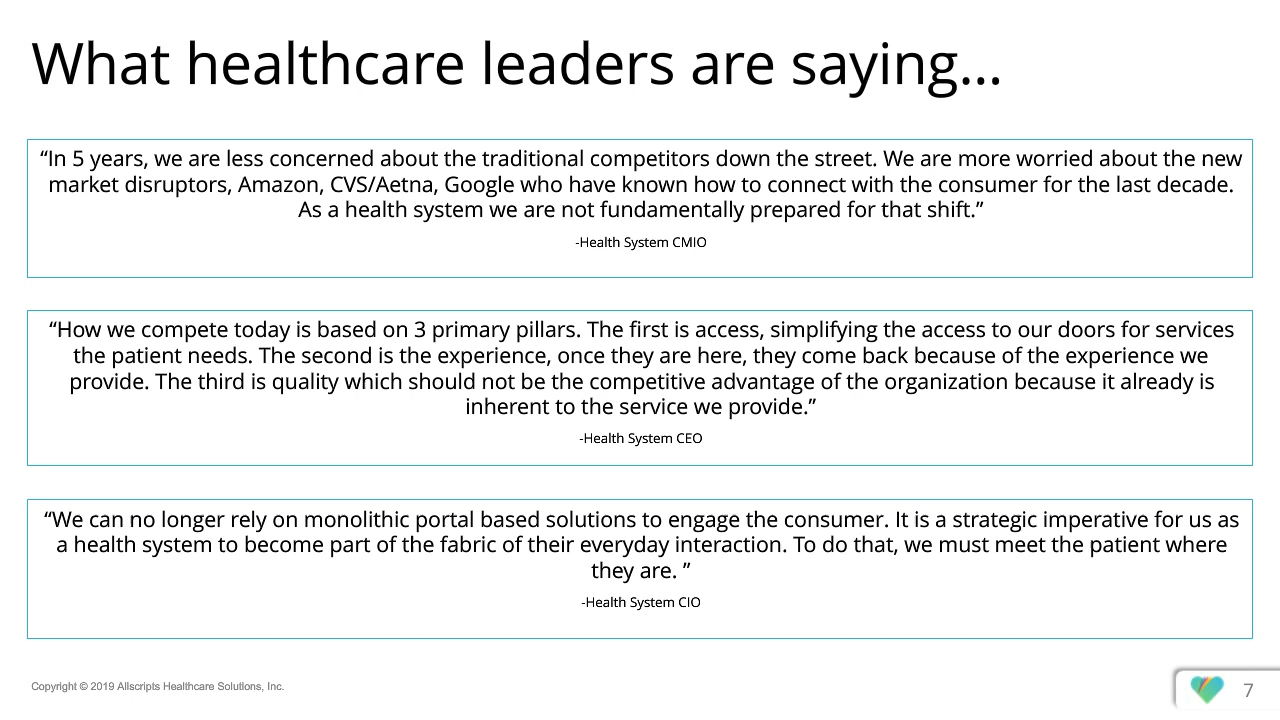 What healthcare leaders are saying…
“In 5 years, we are less concerned about the traditional competitors down the street. We are more worried about the new
market disruptors, Amazon, CVS/Aetna, Google who have known how to connect with the consumer for the last decade.
As a health system we are not fundamentally prepared for that shift.”
-Health System CMIO
“How we compete today is based on 3 primary pillars. The first is access, simplifying the access to our doors for services
the patient needs. The second is the experience, once they are here, they come back because of the experience we
provide. The third is quality which should not be the competitive advantage of the organization because it already is
inherent to the service we provide.”
-Health System CEO
“We can no longer rely on monolithic portal based solutions to engage the consumer. It is a strategic imperative for us as
a health system to become part of the fabric of their everyday interaction. To do that, we must meet the patient where
they are. ”
-Health System CIO
Copyright © 2019 Allscripts Healthcare Solutions, Inc.
7